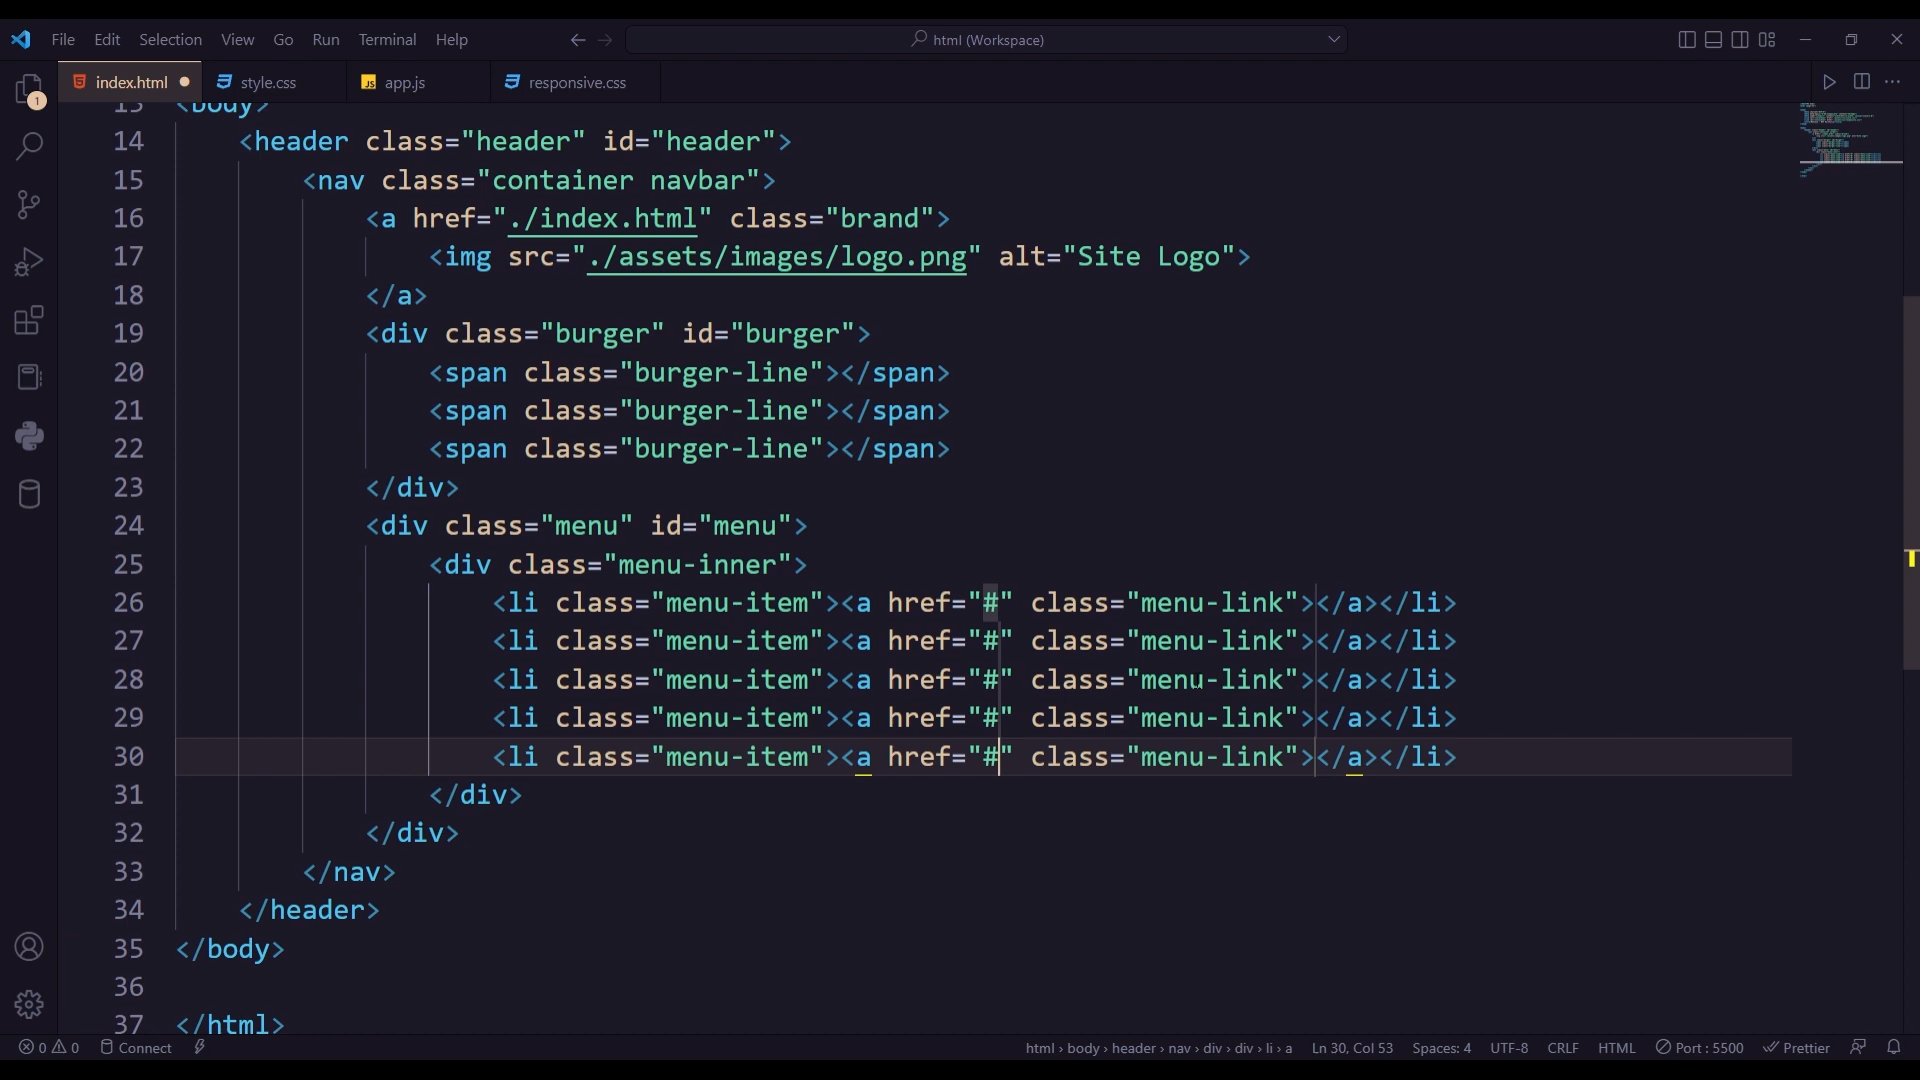 File Edit Selection View Go Run Terminal Help
html (Workspace)
index.html style.css app.js responsive.css
1
13 <body>
14 <header class="header" id="header">
15 <nav class="container navbar">
16 <a href="./index.html" class="brand">
17 <img src="./assets/images/logo.png" alt="Site Logo">
18 </a>
19 <div class="burger" id="burger">
20 <span class="burger-line"></span>
21 <span class="burger-line"></span>
22 <span class="burger-line"></span>
23 </div>
24 <div class="menu" id="menu">
25 <div class="menu-inner">
26 <li class="menu-item"><a href="#" class="menu-link"></a></li>
27 <li class="menu-item"><a href="#" class="menu-link"></a></li>
28 <li class="menu-item"><a href="#" class="menu-link"></a></li>
29 <li class="menu-item"><a href="#" class="menu-link"></a></li>
30 <li class="menu-item"><a href="#" class="menu-link"></a></li>
31 </div>
32 </div>
33 </nav>
34 </header>
35 </body>
36
37 </html>
0 0 Connect html › body › header › nav › div › div › li › a Ln 30, Col 53 Spaces: 4 UTF-8 CRLF HTML Port : 5500 Prettier